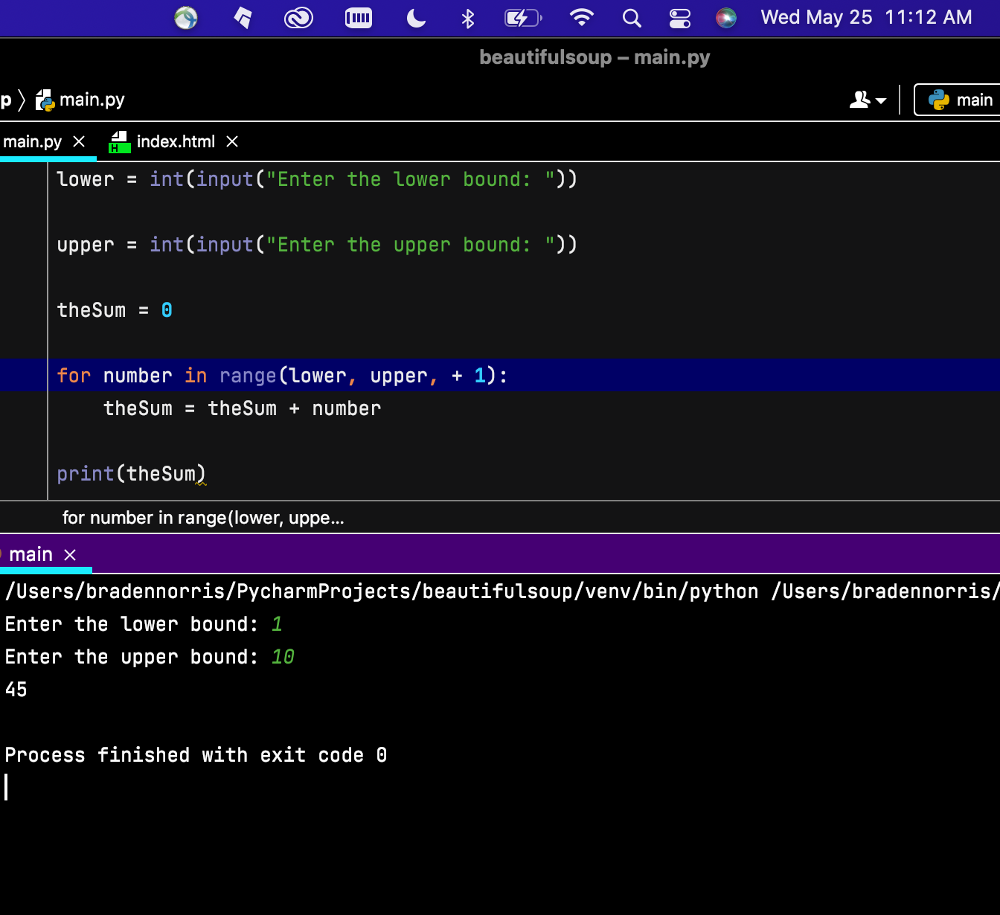 Wed May 25 11:12 AM
beautifulsoup – main.py
p 〉 main.py
main
main.py × index.html ×
lower = int(input("Enter the lower bound: "))
upper = int(input("Enter the upper bound: "))
theSum = 0
for number in range(lower, upper, + 1):
theSum = theSum + number
print(theSum)
for number in range(lower, uppe...
main ×
/Users/bradennorris/PycharmProjects/beautifulsoup/venv/bin/python /Users/bradennorris/
Enter the lower bound: 1
Enter the upper bound: 10
45
Process finished with exit code 0